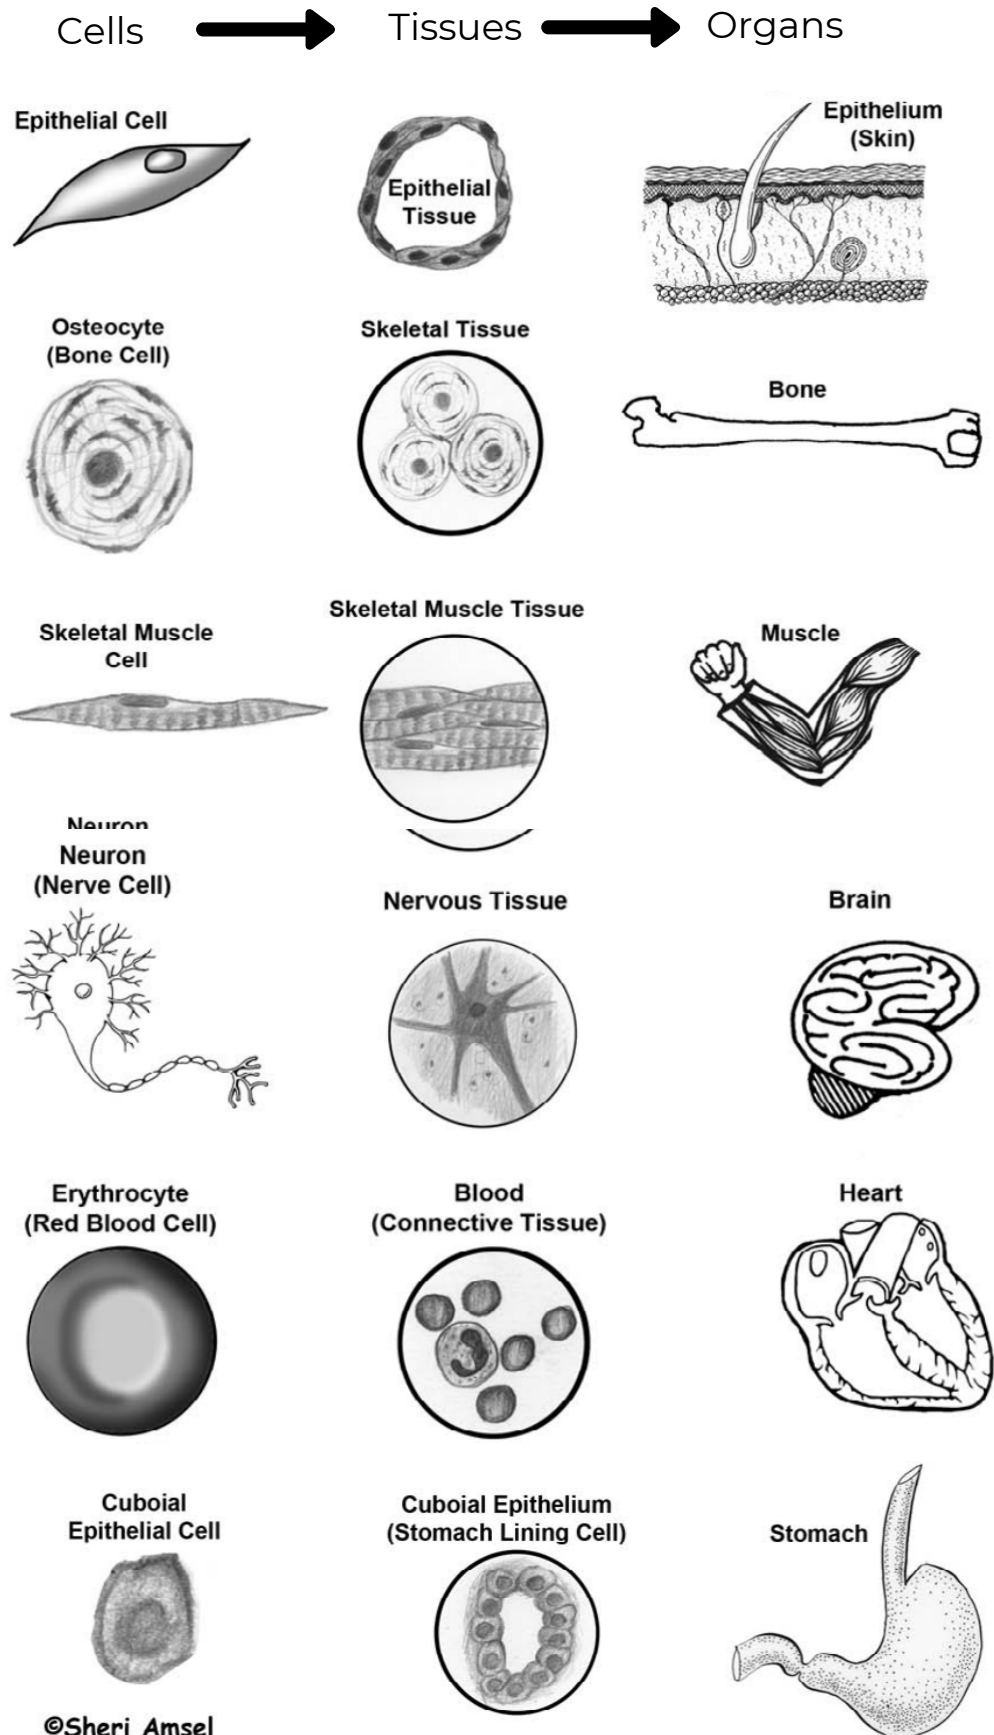 Cells Tissues Organs
Epithelial Cell
Epithelial
Tissue
Epithelium
(Skin)
Osteocyte
(Bone Cell)
Skeletal Tissue
Bone
Skeletal Muscle
Cell
Skeletal Muscle Tissue
Muscle
Neuron
Neuron
(Nerve Cell)
Nervous Tissue
Brain
Erythrocyte
(Red Blood Cell)
Blood
(Connective Tissue)
Heart
Cuboial
Epithelial Cell
Cuboial Epithelium
(Stomach Lining Cell)
Stomach
©Sheri Amsel